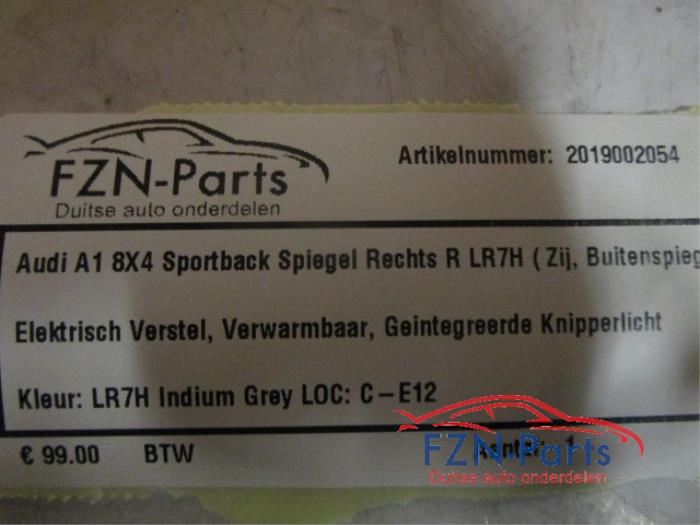 FZN-Parts
Duitse auto onderdelen
Artikelnummer: 2019002054
Audi A1 8X4 Sportback Spiegel Rechts R LR7H ( Zij, Buitenspieg
Elektrisch Verstel, Verwarmbaar, Geintegreerde Knipperlicht
Kleur: LR7H Indium Grey LOC: C-E12
€ 99.00 BTW Aantal: 1
FZN-Parts
Duitse auto onderdelen